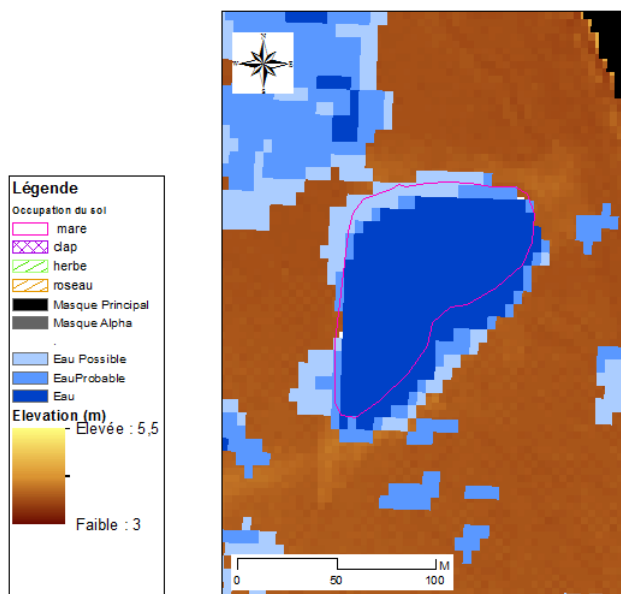 Légende
Occupation du sol
mare
clap
herbe
roseau
Masque Principal
Masque Alpha
.
Eau Possible
EauProbable
Eau
Elevation (m)
Elevée : 5,5
Faible : 3
M
0 50 100